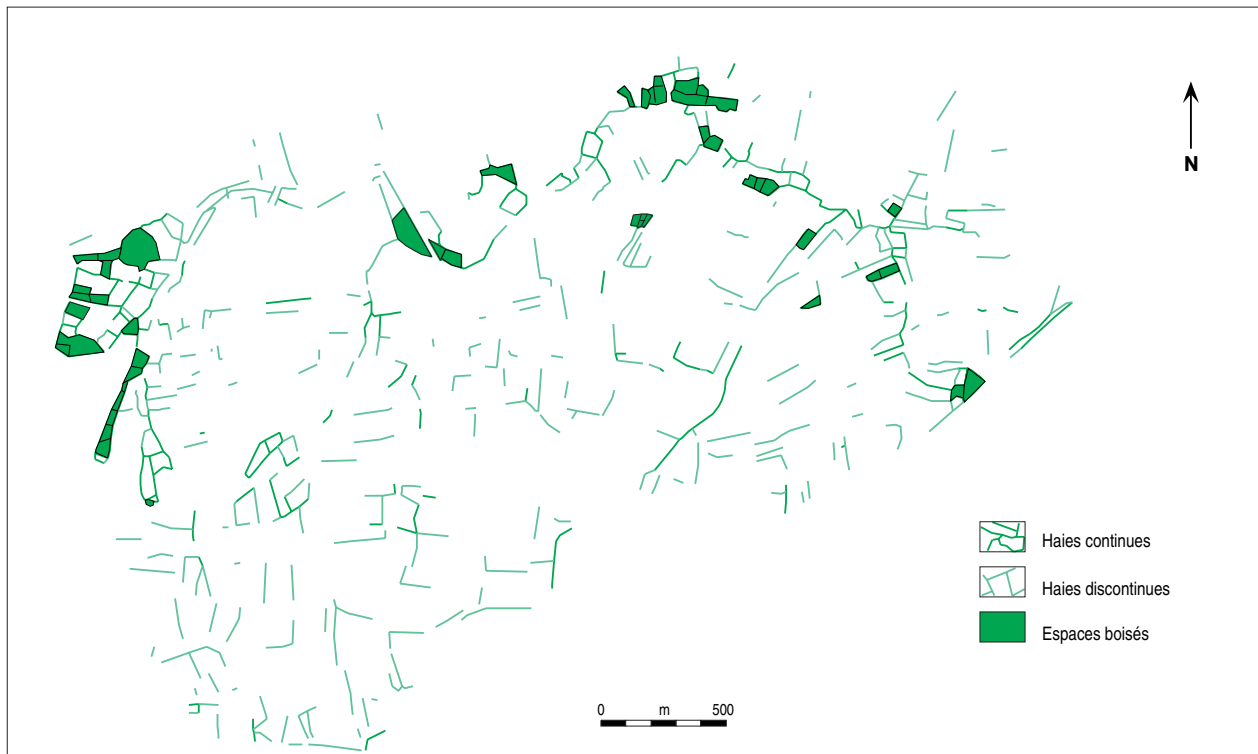 N
Haies continues
Haies discontinues
Espaces boisés
0 m 500